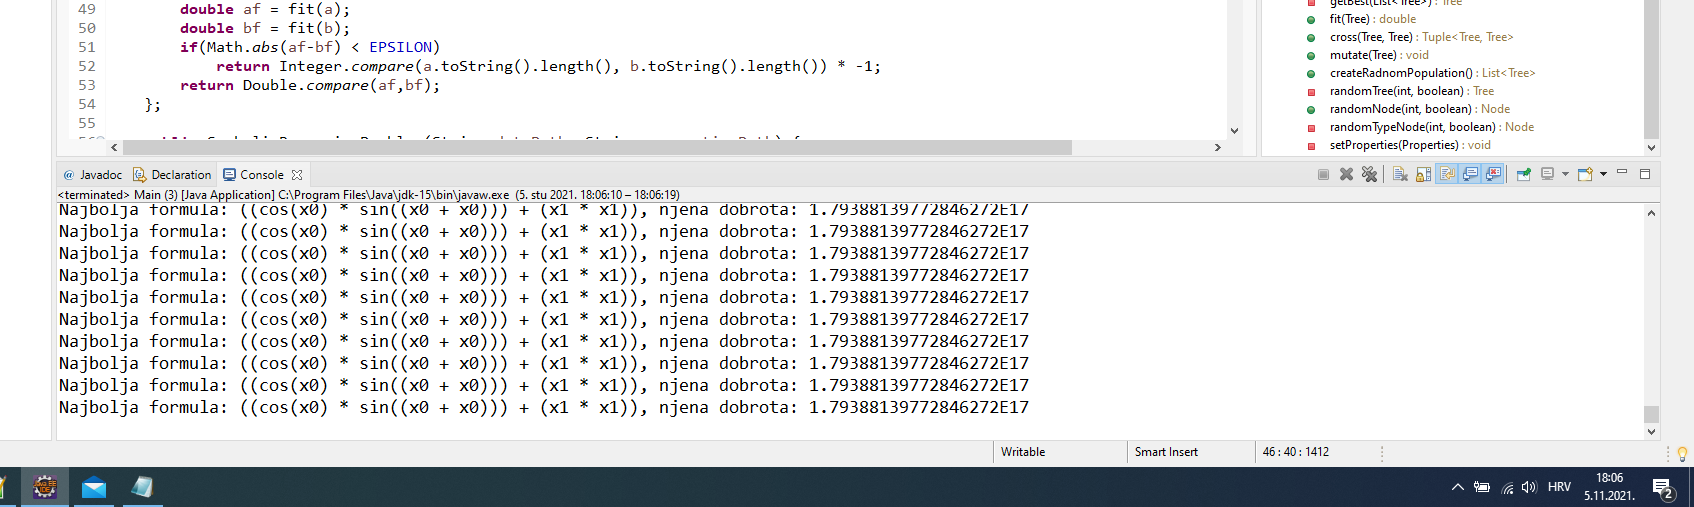 49 double af = fit(a);
50 double bf = fit(b);
51 if(Math.abs(af-bf) < EPSILON)
52 return Integer.compare(a.toString().length(), b.toString().length()) * -1;
53 return Double.compare(af,bf);
54 };
55
getBest(List<Tree>) : Tree
fit(Tree) : double
cross(Tree, Tree) : Tuple<Tree, Tree>
mutate(Tree) : void
createRadnomPopulation() : List<Tree>
randomTree(int, boolean) : Tree
randomNode(int, boolean) : Node
randomTypeNode(int, boolean) : Node
setProperties(Properties) : void
@ Javadoc Declaration Console
<terminated> Main (3) [Java Application] C:\Program Files\Java\jdk-15\bin\javaw.exe (5. stu 2021. 18:06:10 – 18:06:19)
Najbolja formula: ((cos(x0) * sin((x0 + x0))) + (x1 * x1)), njena dobrota: 1.79388139772846272E17
Najbolja formula: ((cos(x0) * sin((x0 + x0))) + (x1 * x1)), njena dobrota: 1.79388139772846272E17
Najbolja formula: ((cos(x0) * sin((x0 + x0))) + (x1 * x1)), njena dobrota: 1.79388139772846272E17
Najbolja formula: ((cos(x0) * sin((x0 + x0))) + (x1 * x1)), njena dobrota: 1.79388139772846272E17
Najbolja formula: ((cos(x0) * sin((x0 + x0))) + (x1 * x1)), njena dobrota: 1.79388139772846272E17
Najbolja formula: ((cos(x0) * sin((x0 + x0))) + (x1 * x1)), njena dobrota: 1.79388139772846272E17
Najbolja formula: ((cos(x0) * sin((x0 + x0))) + (x1 * x1)), njena dobrota: 1.79388139772846272E17
Najbolja formula: ((cos(x0) * sin((x0 + x0))) + (x1 * x1)), njena dobrota: 1.79388139772846272E17
Najbolja formula: ((cos(x0) * sin((x0 + x0))) + (x1 * x1)), njena dobrota: 1.79388139772846272E17
Najbolja formula: ((cos(x0) * sin((x0 + x0))) + (x1 * x1)), njena dobrota: 1.79388139772846272E17
Writable Smart Insert 46 : 40 : 1412
HRV
18:06
5.11.2021.
2